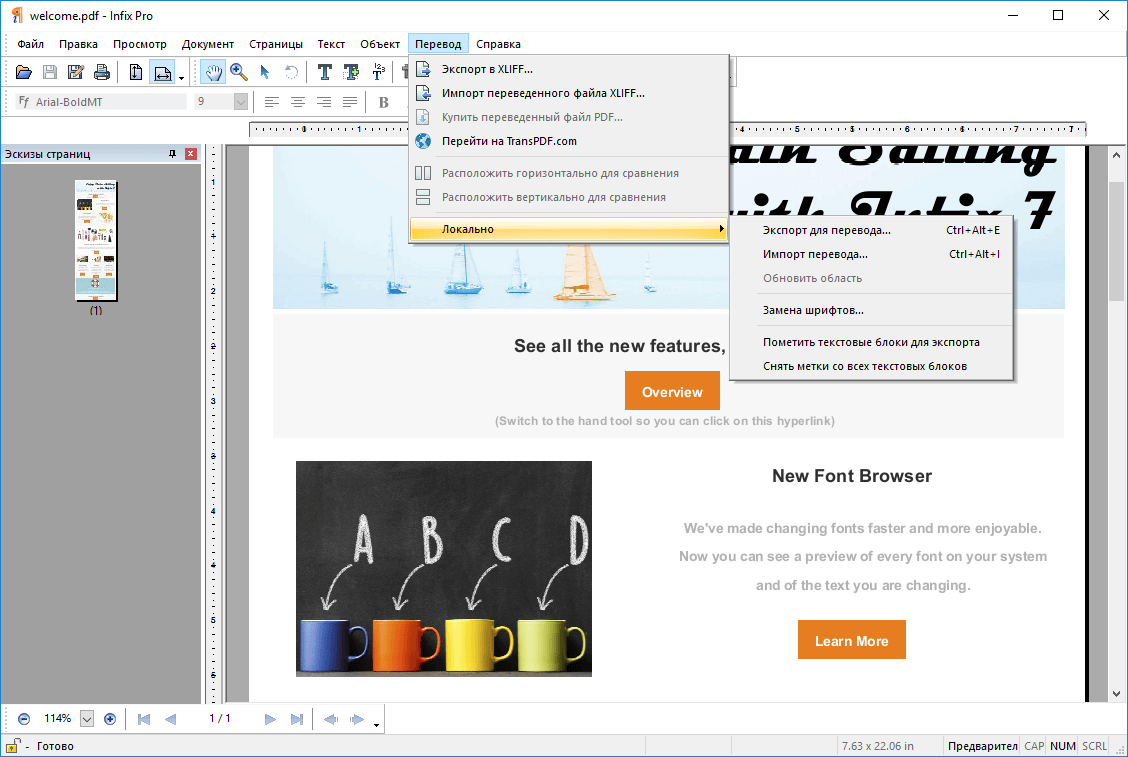 welcome.pdf - Infix Pro
Файл Правка Просмотр Документ Страницы Текст Объект Перевод Справка
Arial-BoldMT 9 B
Экспорт в XLIFF...
Импорт переведенного файла XLIFF...
Купить переведенный файл PDF...
Перейти на TransPDF.com
Расположить горизонтально для сравнения
Расположить вертикально для сравнения
Локально
Экспорт для перевода... Ctrl+Alt+E
Импорт перевода... Ctrl+Alt+I
Обновить область
Замена шрифтов...
Пометить текстовые блоки для экспорта
Снять метки со всех текстовых блоков
Эскизы страниц
(1)
Sailing
with Infix 7
See all the new features,
Overview
(Switch to the hand tool so you can click on this hyperlink)
A B C D
New Font Browser
We've made changing fonts faster and more enjoyable.
Now you can see a preview of every font on your system
and of the text you are changing.
Learn More
114% 1 / 1
- Готово 7.63 x 22.06 in Предварител CAP NUM SCRL